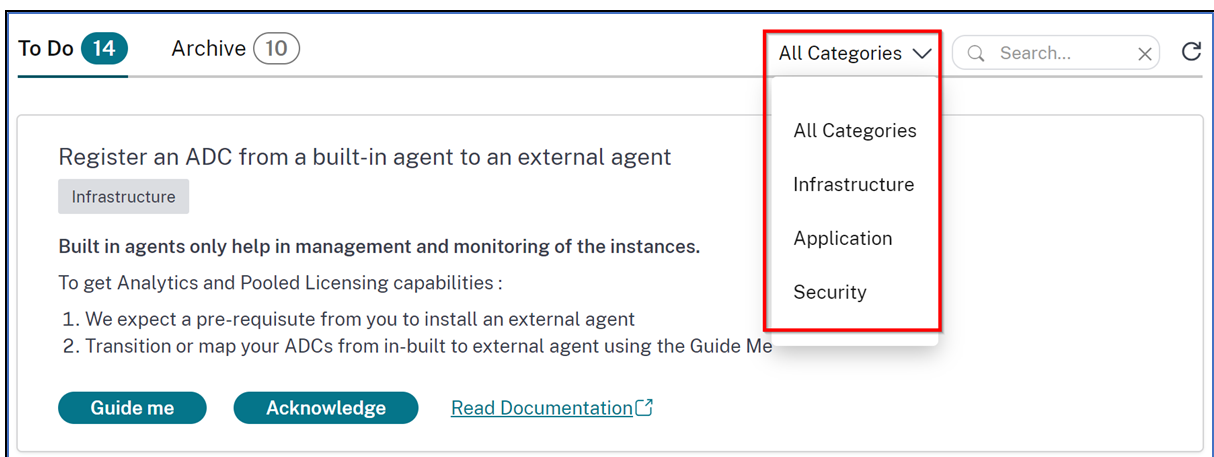 To Do 14 Archive 10 All Categories Search...
All Categories
Infrastructure
Application
Security
Register an ADC from a built-in agent to an external agent
Infrastructure
Built in agents only help in management and monitoring of the instances.
To get Analytics and Pooled Licensing capabilities :
1. We expect a pre-requisute from you to install an external agent
2. Transition or map your ADCs from in-built to external agent using the Guide Me
Guide me Acknowledge Read Documentation